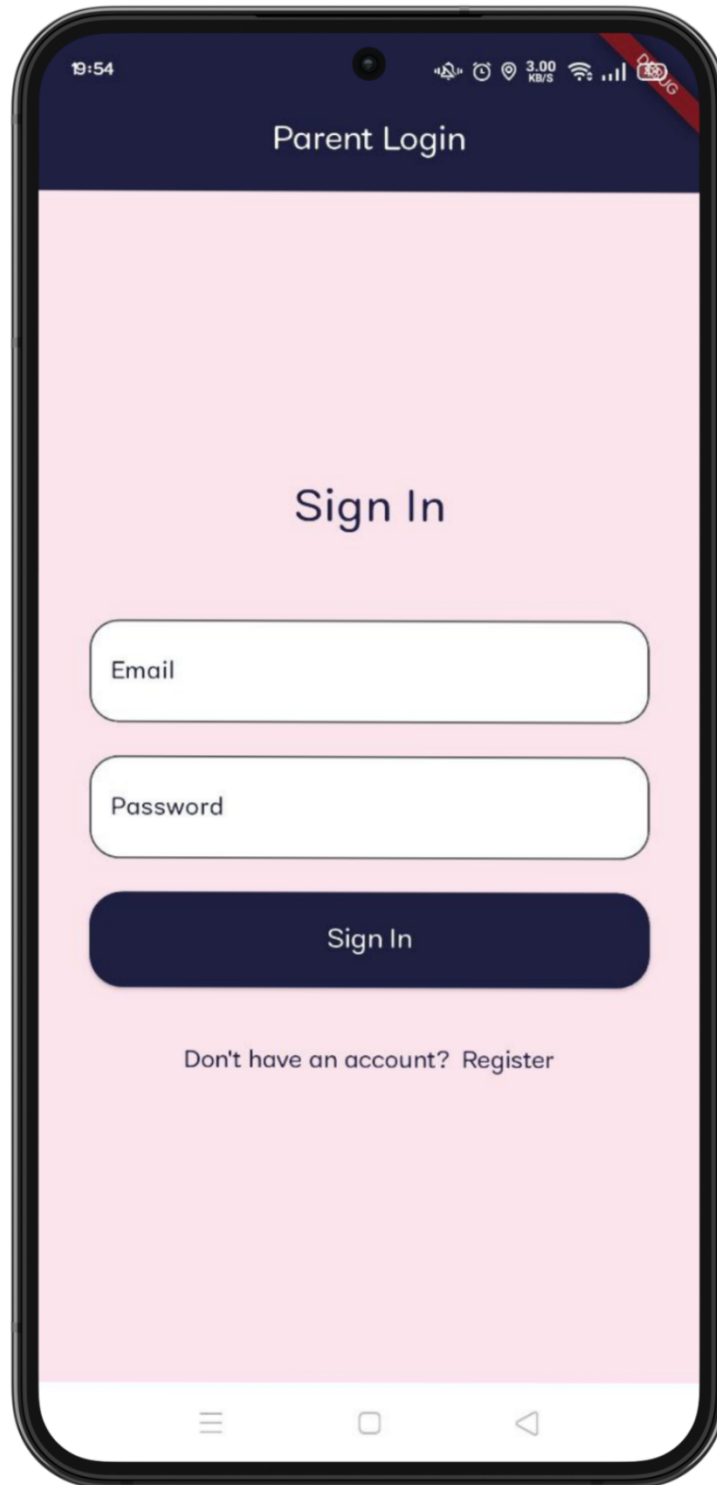 19:54
3.00
KB/S
Parent Login
Sign In
Email
Password
Sign In
Don't have an account? Register